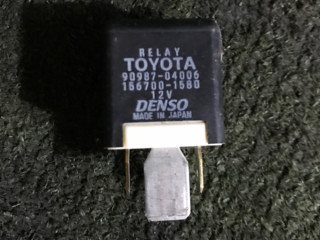 RELAY
TOYOTA
90987-04006
156700-1580
12V
DENSO
MADE IN JAPAN